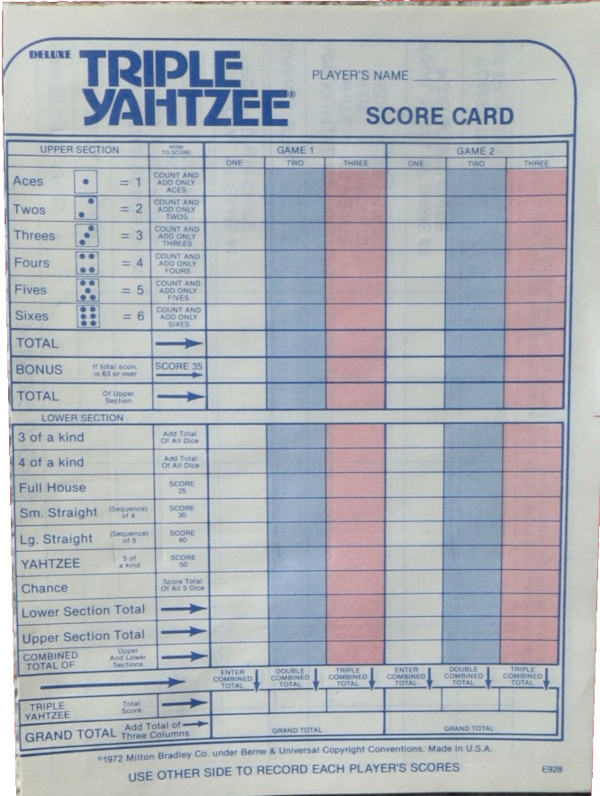 DELUXE TRIPLE YAHTZEE®
PLAYER'S NAME
SCORE CARD
UPPER SECTION HOW TO SCORE GAME 1 GAME 2
ONE TWO THREE ONE TWO THREE
Aces = 1 COUNT AND ADD ONLY ACES
Twos = 2 COUNT AND ADD ONLY TWOS
Threes = 3 COUNT AND ADD ONLY THREES
Fours = 4 COUNT AND ADD ONLY FOURS
Fives = 5 COUNT AND ADD ONLY FIVES
Sixes = 6 COUNT AND ADD ONLY SIXES
TOTAL
BONUS If total score is 63 or over SCORE 35
TOTAL Of Upper Section
LOWER SECTION
3 of a kind Add Total Of All Dice
4 of a kind Add Total Of All Dice
Full House SCORE 25
Sm. Straight (Sequence) of 4 SCORE 30
Lg. Straight (Sequence) of 5 SCORE 40
YAHTZEE 5 of a kind SCORE 50
Chance Score Total Of All 5 Dice
Lower Section Total
Upper Section Total
COMBINED TOTAL OF Upper And Lower Sections
ENTER COMBINED TOTAL DOUBLE COMBINED TOTAL TRIPLE COMBINED TOTAL ENTER COMBINED TOTAL DOUBLE COMBINED TOTAL TRIPLE COMBINED TOTAL
TRIPLE YAHTZEE Total Score
GRAND TOTAL Add Total of Three Columns GRAND TOTAL GRAND TOTAL
©1972 Milton Bradley Co. under Berne & Universal Copyright Conventions. Made in U.S.A.
USE OTHER SIDE TO RECORD EACH PLAYER'S SCORES
E928